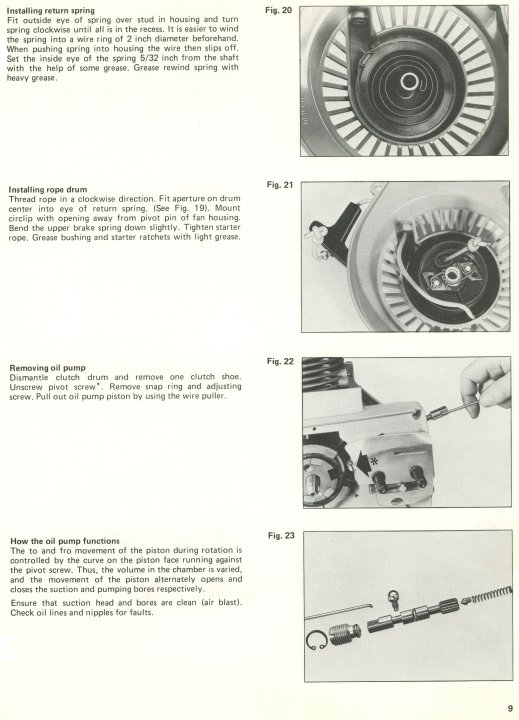 Installing return spring
Fit outside eye of spring over stud in housing and turn
spring clockwise until all is in the recess. It is easier to wind
the spring into a wire ring of 2 inch diameter beforehand.
When pushing spring into housing the wire then slips off.
Set the inside eye of the spring 5/32 inch from the shaft
with the help of some grease. Grease rewind spring with
heavy grease.
Fig. 20
Installing rope drum
Thread rope in a clockwise direction. Fit aperture on drum
center into eye of return spring. (See Fig. 19). Mount
circlip with opening away from pivot pin of fan housing.
Bend the upper brake spring down slightly. Tighten starter
rope. Grease bushing and starter ratchets with light grease.
Fig. 21
Removing oil pump
Dismantle clutch drum and remove one clutch shoe.
Unscrew pivot screw*. Remove snap ring and adjusting
screw. Pull out oil pump piston by using the wire puller.
Fig. 22
*
How the oil pump functions
The to and fro movement of the piston during rotation is
controlled by the curve on the piston face running against
the pivot screw. Thus, the volume in the chamber is varied,
and the movement of the piston alternately opens and
closes the suction and pumping bores respectively.
Ensure that suction head and bores are clean (air blast).
Check oil lines and nipples for faults.
Fig. 23
9